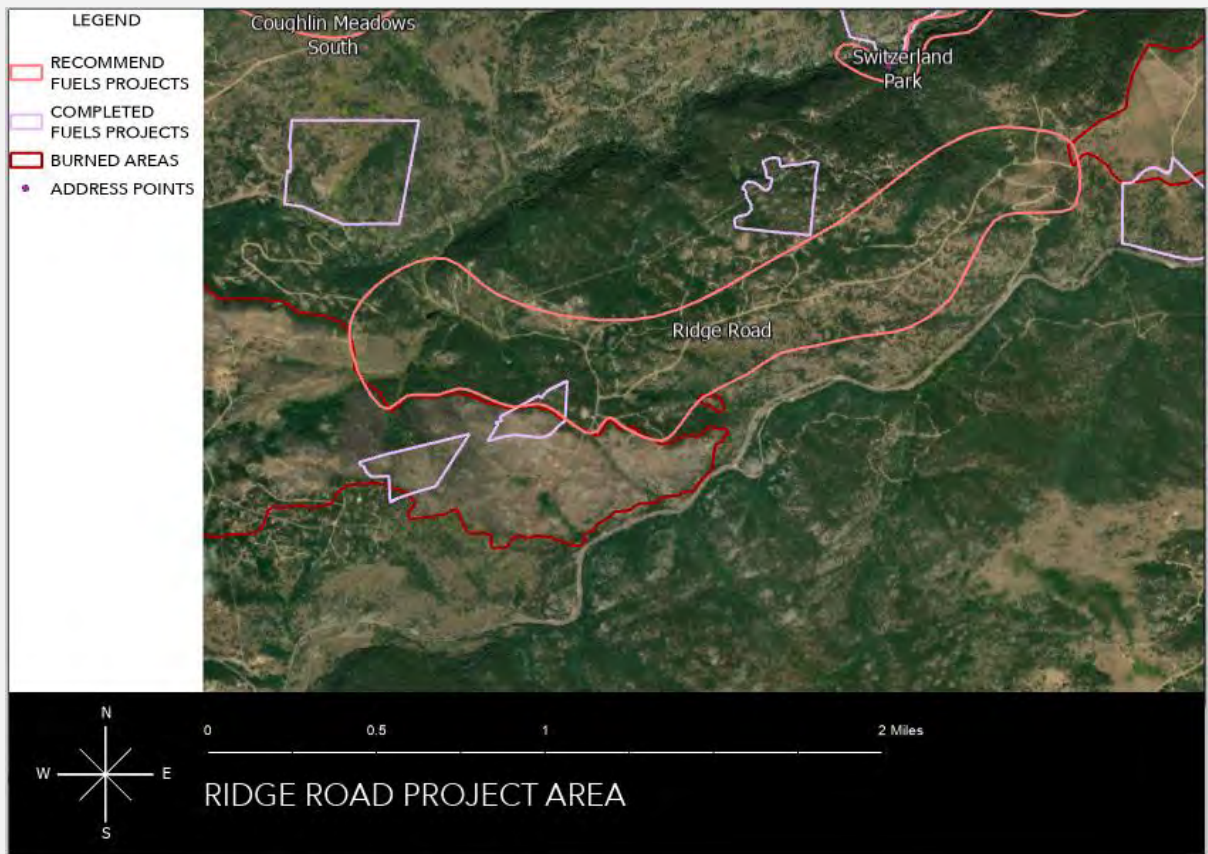 LEGEND
RECOMMEND
FUELS PROJECTS
COMPLETED
FUELS PROJECTS
BURNED AREAS
ADDRESS POINTS
Coughlin Meadows
South
Switzerland
Park
Ridge Road
N
W E
S
0 0.5 1 2 Miles
RIDGE ROAD PROJECT AREA